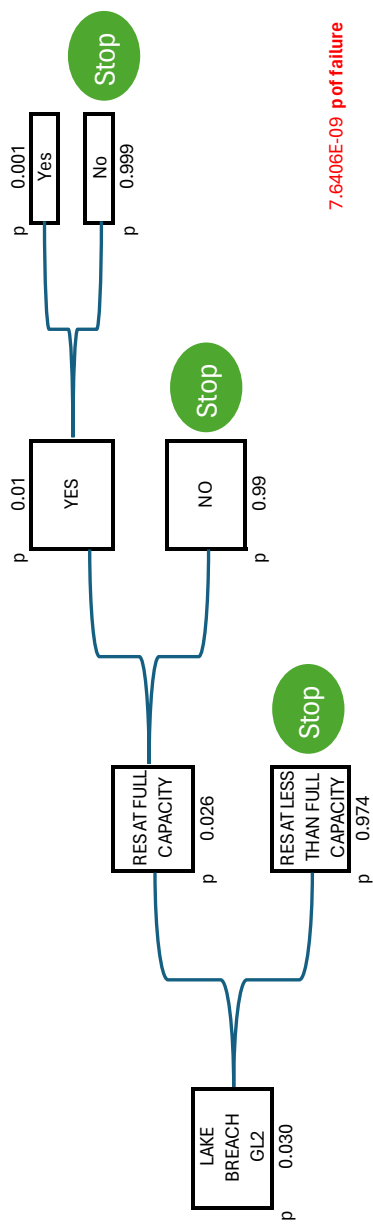 LAKE
BREACH
GL2
p 0.030
RES AT FULL
CAPACITY
p 0.026
RES AT LESS
THAN FULL
CAPACITY
p 0.974
Stop
p 0.01
YES
NO
p 0.99
Stop
p 0.001
Yes
No
p 0.999
Stop
7.6406E-09 p of failure